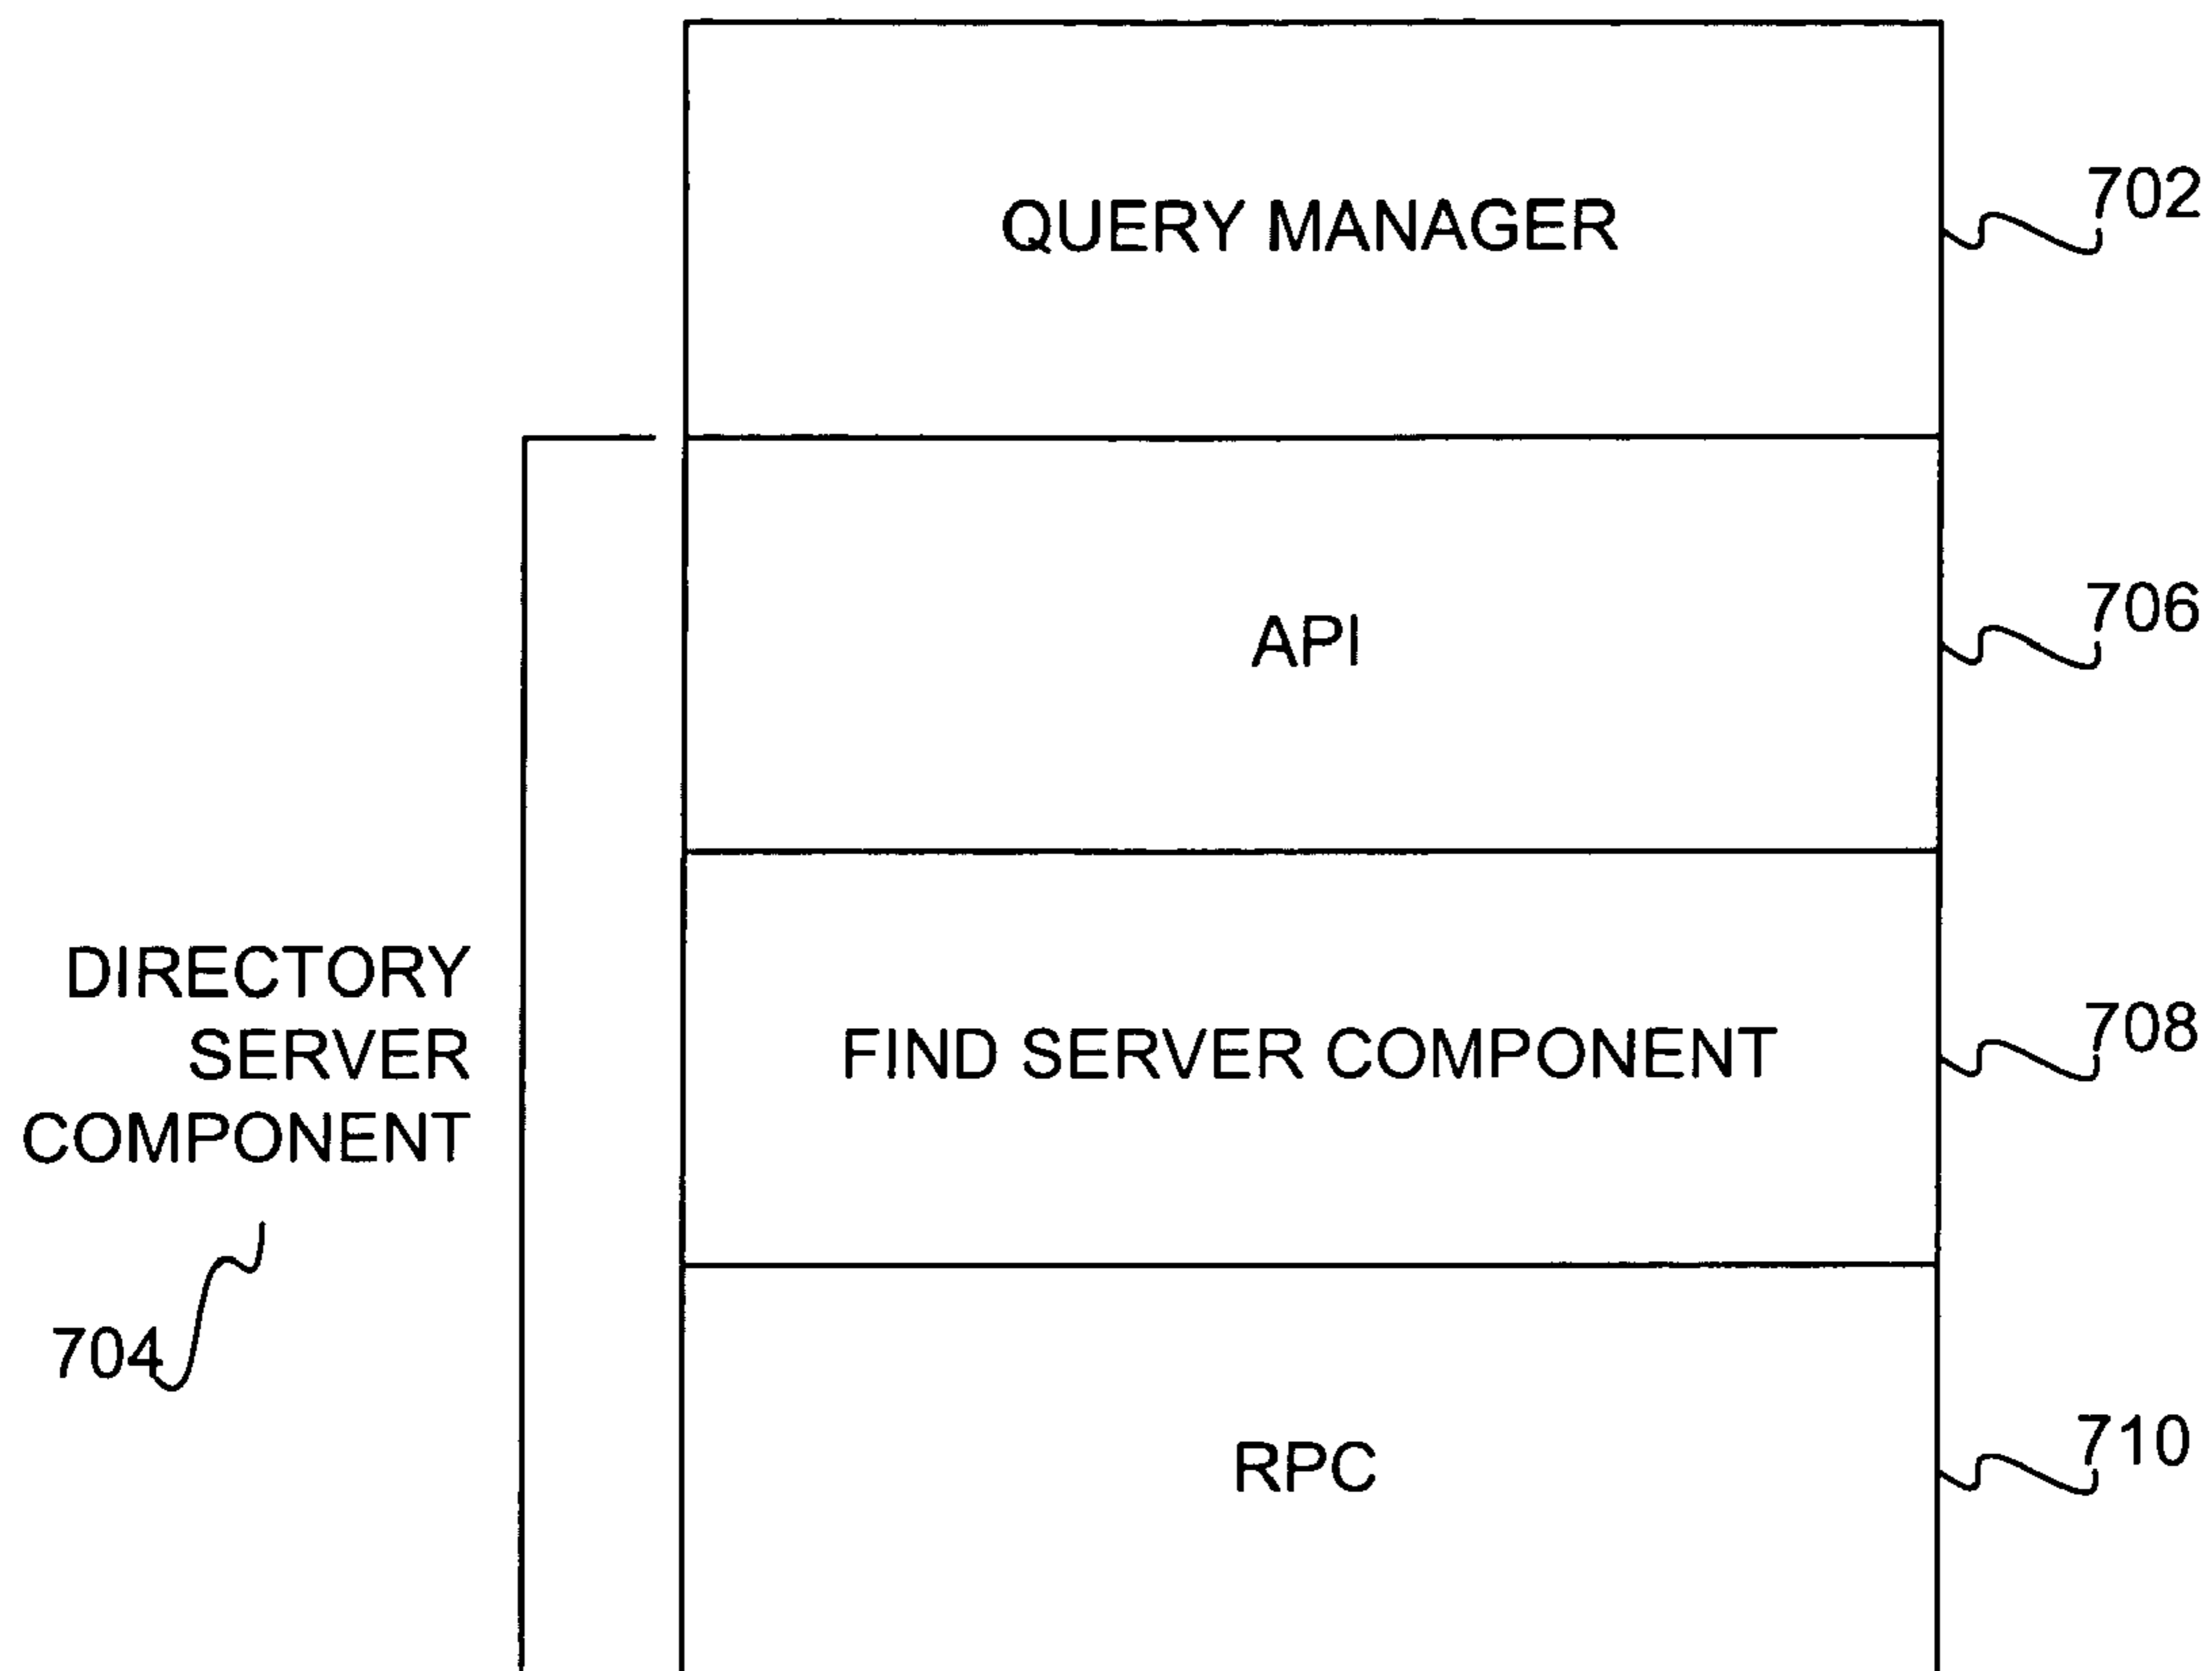 QUERY MANAGER
702
API
706
DIRECTORY
SERVER
COMPONENT
704
FIND SERVER COMPONENT
708
RPC
710